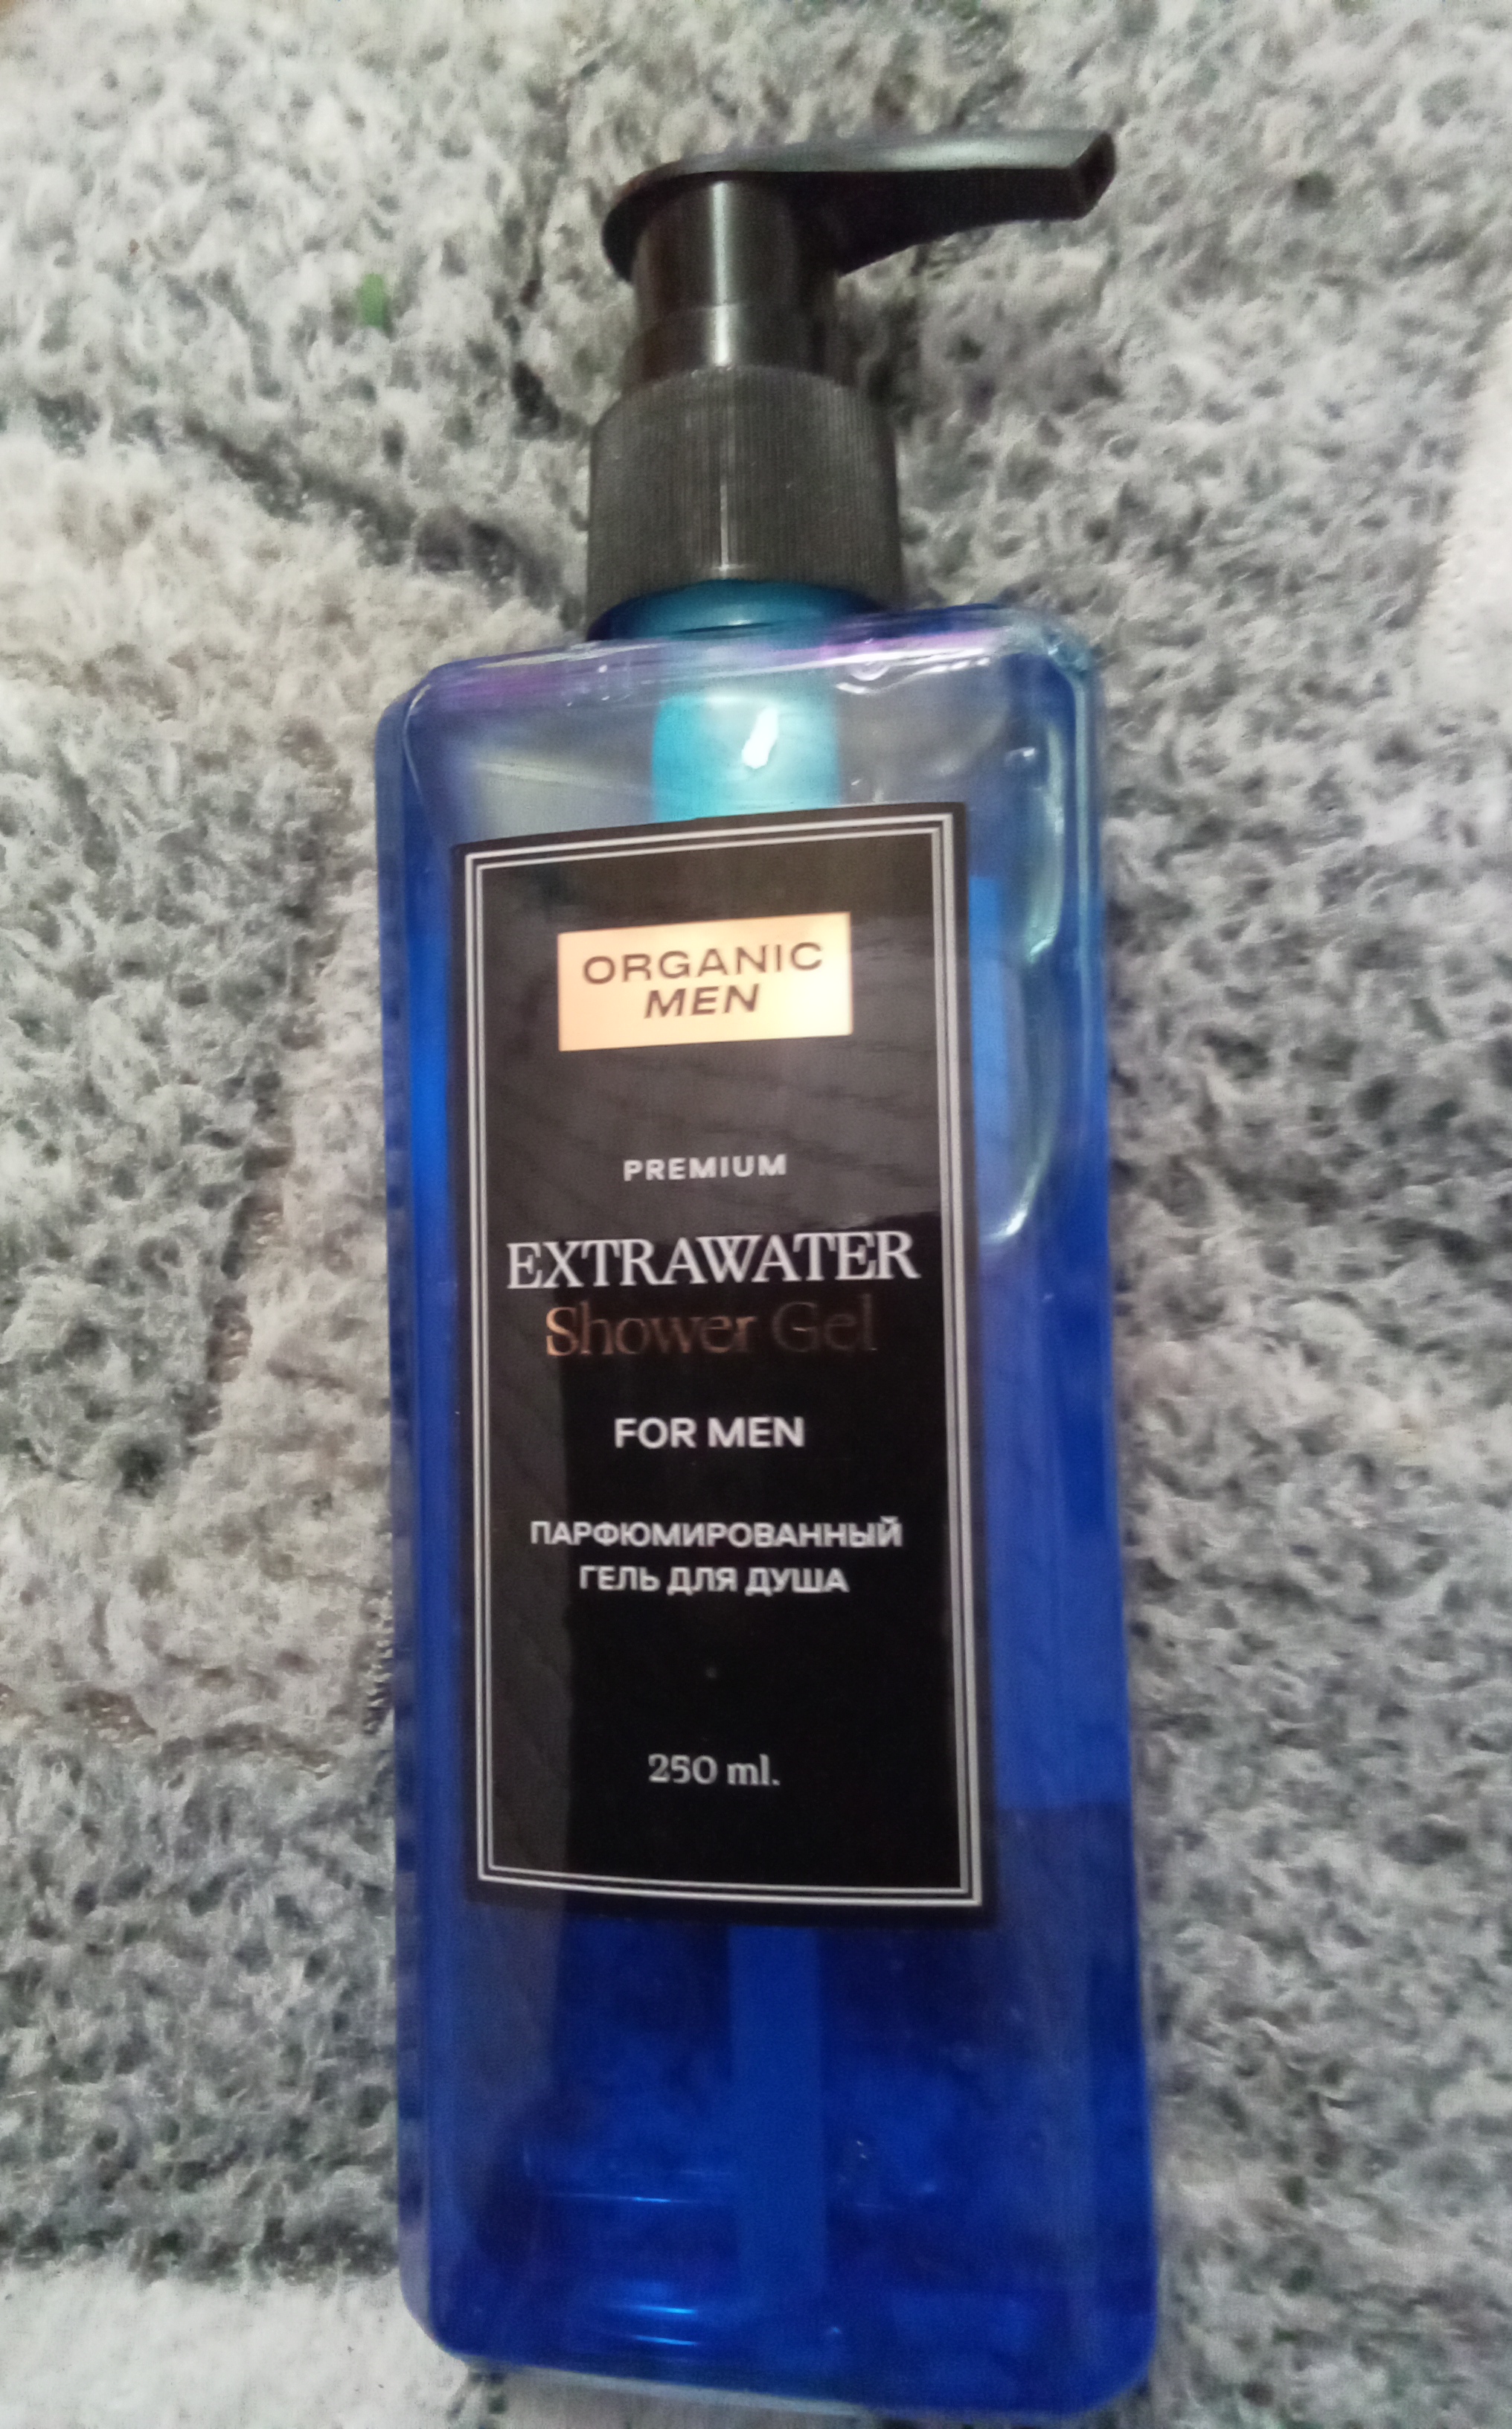 ORGANIC
MEN
PREMIUM
EXTRAWATER
Shower Gel
FOR MEN
ПАРФЮМИРОВАННЫЙ
ГЕЛЬ ДЛЯ ДУША
250 ml.